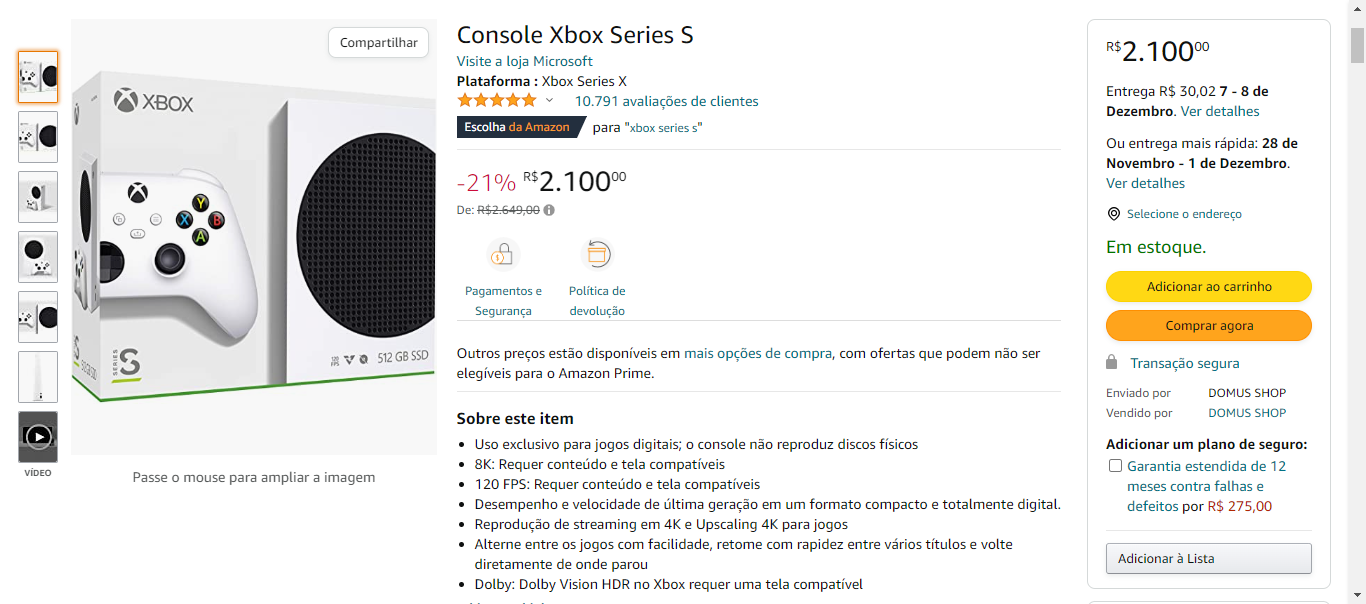 Compartilhar
XBOX
Y
X
B
A
SERIES
S
512 GB SSD
VÍDEO
Passe o mouse para ampliar a imagem
Console Xbox Series S
Visite a loja Microsoft
Plataforma : Xbox Series X
10.791 avaliações de clientes
Escolha da Amazon para "xbox series s"
-21% R$2.100,00
De: R$2.649,00
Pagamentos e
Segurança
Política de
devolução
Outros preços estão disponíveis em mais opções de compra, com ofertas que podem não ser
elegíveis para o Amazon Prime.
Sobre este item
Uso exclusivo para jogos digitais; o console não reproduz discos físicos
8K: Requer conteúdo e tela compatíveis
120 FPS: Requer conteúdo e tela compatíveis
Desempenho e velocidade de última geração em um formato compacto e totalmente digital.
Reprodução de streaming em 4K e Upscaling 4K para jogos
Alterne entre os jogos com facilidade, retome com rapidez entre vários títulos e volte
diretamente de onde parou
Dolby: Dolby Vision HDR no Xbox requer uma tela compatível
R$2.100,00
Entrega R$ 30,02 7 - 8 de
Dezembro. Ver detalhes
Ou entrega mais rápida: 28 de
Novembro - 1 de Dezembro.
Ver detalhes
Selecione o endereço
Em estoque.
Adicionar ao carrinho
Comprar agora
Transação segura
Enviado por DOMUS SHOP
Vendido por DOMUS SHOP
Adicionar um plano de seguro:
Garantia estendida de 12
meses contra falhas e
defeitos por R$ 275,00
Adicionar à Lista